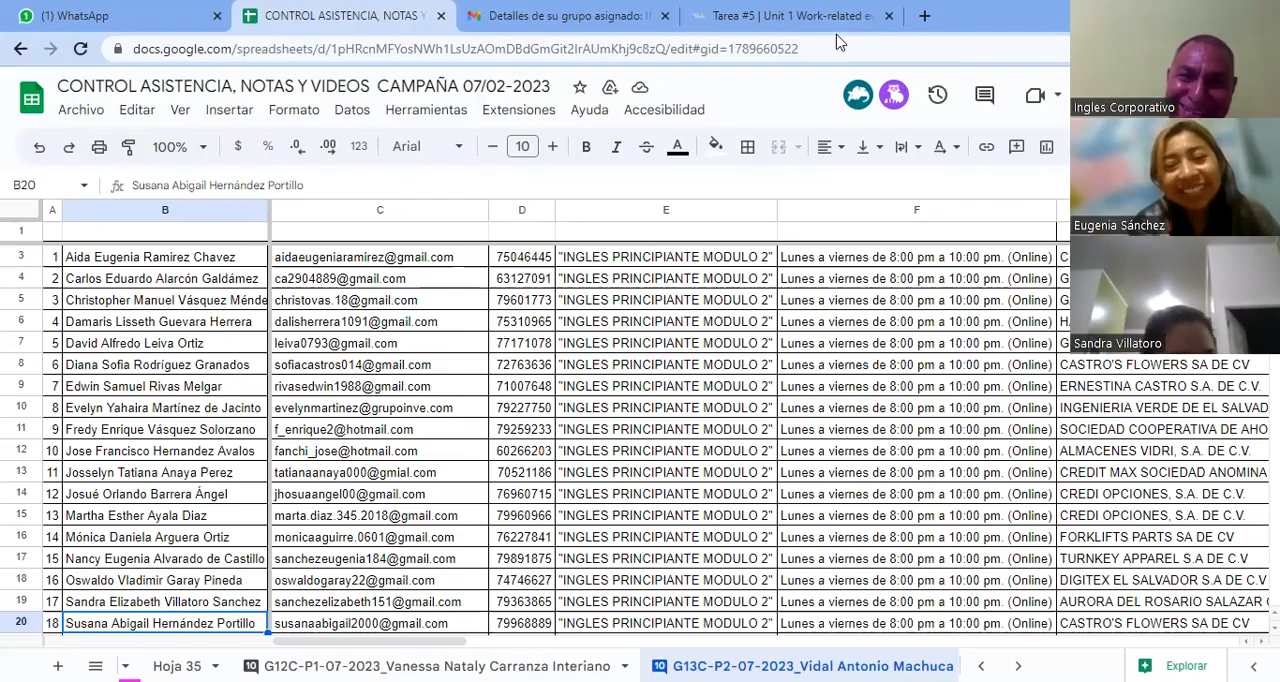 (1) WhatsApp
CONTROL ASISTENCIA, NOTAS Y
Detalles de su grupo asignado:
Tarea #5 | Unit 1 Work-related
docs.google.com/spreadsheets/d/1pHRcnMFYosNWh1LsUzAOmDBdGmGit2IrAUmKhj9c8zQ/edit#gid=1789660522
CONTROL ASISTENCIA, NOTAS Y VIDEOS CAMPAÑA 07/02-2023
Archivo Editar Ver Insertar Formato Datos Herramientas Extensiones Ayuda Accesibilidad
100% $ % .0 .00 123 Arial 10 B I A
B20 fx Susana Abigail Hernández Portillo
A B C D E F
1
3 1 Aida Eugenia Ramirez Chavez aidaeugeniaramirez@gmail.com 75046445 "INGLES PRINCIPIANTE MODULO 2" Lunes a viernes de 8:00 pm a 10:00 pm. (Online)
4 2 Carlos Eduardo Alarcón Galdámez ca2904889@gmail.com 63127091 "INGLES PRINCIPIANTE MODULO 2" Lunes a viernes de 8:00 pm a 10:00 pm. (Online)
5 3 Christopher Manuel Vásquez Ménde christovas.18@gmail.com 79601773 "INGLES PRINCIPIANTE MODULO 2" Lunes a viernes de 8:00 pm a 10:00 pm. (Online)
6 4 Damaris Lisseth Guevara Herrera dalisherrera1091@gmail.com 75310965 "INGLES PRINCIPIANTE MODULO 2" Lunes a viernes de 8:00 pm a 10:00 pm. (Online)
7 5 David Alfredo Leiva Ortiz leiva0793@gmail.com 77171078 "INGLES PRINCIPIANTE MODULO 2" Lunes a viernes de 8:00 pm a 10:00 pm. (Online)
8 6 Diana Sofia Rodríguez Granados sofiacastros014@gmail.com 72763636 "INGLES PRINCIPIANTE MODULO 2" Lunes a viernes de 8:00 pm a 10:00 pm. (Online) CASTRO'S FLOWERS SA DE CV
9 7 Edwin Samuel Rivas Melgar rivasedwin1988@gmail.com 71007648 "INGLES PRINCIPIANTE MODULO 2" Lunes a viernes de 8:00 pm a 10:00 pm. (Online) ERNESTINA CASTRO S.A. DE C.V.
10 8 Evelyn Yahaira Martínez de Jacinto evelynmartinez@grupoinve.com 79227750 "INGLES PRINCIPIANTE MODULO 2" Lunes a viernes de 8:00 pm a 10:00 pm. (Online) INGENIERIA VERDE DE EL SALVAD
11 9 Fredy Enrique Vásquez Solorzano f_enrique2@hotmail.com 79259233 "INGLES PRINCIPIANTE MODULO 2" Lunes a viernes de 8:00 pm a 10:00 pm. (Online) SOCIEDAD COOPERATIVA DE AHO
12 10 Jose Francisco Hernandez Avalos fanchi_jose@hotmail.com 60266203 "INGLES PRINCIPIANTE MODULO 2" Lunes a viernes de 8:00 pm a 10:00 pm. (Online) ALMACENES VIDRI, S.A. DE C.V.
13 11 Josselyn Tatiana Anaya Perez tatianaanaya000@gmial.com 70521186 "INGLES PRINCIPIANTE MODULO 2" Lunes a viernes de 8:00 pm a 10:00 pm. (Online) CREDIT MAX SOCIEDAD ANOMINA
14 12 Josué Orlando Barrera Ángel jhosuaangel00@gmail.com 76960715 "INGLES PRINCIPIANTE MODULO 2" Lunes a viernes de 8:00 pm a 10:00 pm. (Online) CREDI OPCIONES, S.A. DE C.V.
15 13 Martha Esther Ayala Diaz marta.diaz.345.2018@gmail.com 79960966 "INGLES PRINCIPIANTE MODULO 2" Lunes a viernes de 8:00 pm a 10:00 pm. (Online) CREDI OPCIONES, S.A. DE C.V.
16 14 Mónica Daniela Arguera Ortiz monicaaguirre.0601@gmail.com 76227841 "INGLES PRINCIPIANTE MODULO 2" Lunes a viernes de 8:00 pm a 10:00 pm. (Online) FORKLIFTS PARTS SA DE CV
17 15 Nancy Eugenia Alvarado de Castillo sanchezeugenia184@gmail.com 79891875 "INGLES PRINCIPIANTE MODULO 2" Lunes a viernes de 8:00 pm a 10:00 pm. (Online) TURNKEY APPAREL S.A DE C.V
18 16 Oswaldo Vladimir Garay Pineda oswaldogaray22@gmail.com 74746627 "INGLES PRINCIPIANTE MODULO 2" Lunes a viernes de 8:00 pm a 10:00 pm. (Online) DIGITEX EL SALVADOR S.A DE C.V
19 17 Sandra Elizabeth Villatoro Sanchez sanchezelizabeth151@gmail.com 79363865 "INGLES PRINCIPIANTE MODULO 2" Lunes a viernes de 8:00 pm a 10:00 pm. (Online) AURORA DEL ROSARIO SALAZAR
20 18 Susana Abigail Hernández Portillo susanaabigail2000@gmail.com 79968889 "INGLES PRINCIPIANTE MODULO 2" Lunes a viernes de 8:00 pm a 10:00 pm. (Online) CASTRO'S FLOWERS SA DE CV
Hoja 35 10 G12C-P1-07-2023_Vanessa Nataly Carranza Interiano 10 G13C-P2-07-2023_Vidal Antonio Machuca Explorar
Ingles Corporativo
Eugenia Sánchez
Sandra Villatoro